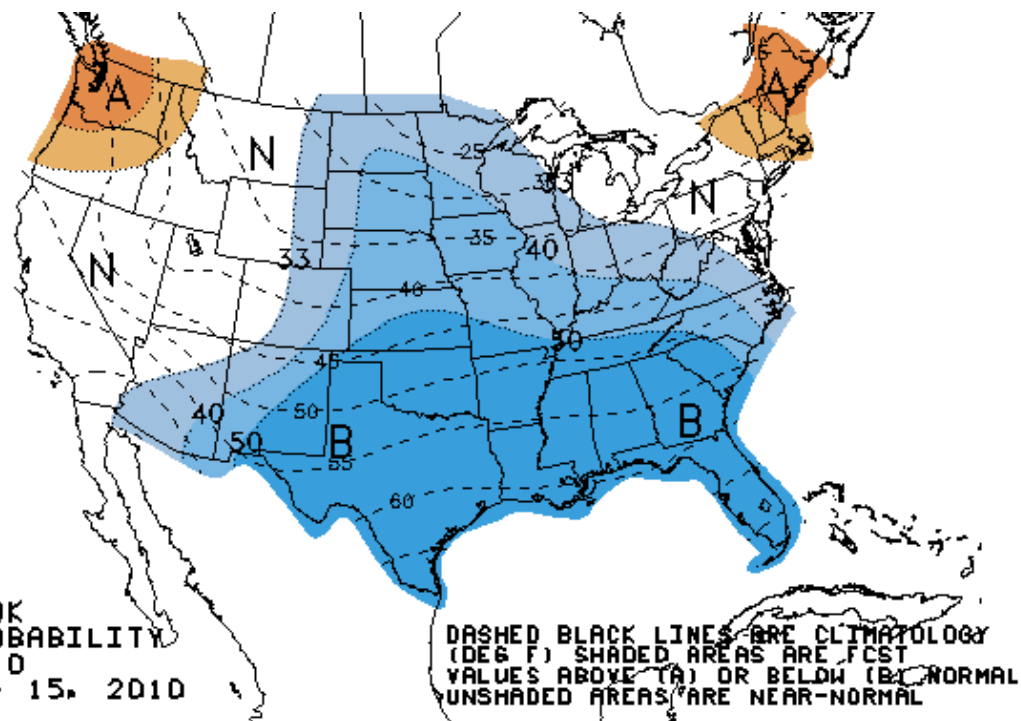 A
A
N
25
33
N
35
40
33
N
40
30
45
40
50
50
B
B
55
60
OK
OBABILITY
15, 2010
DASHED BLACK LINES ARE CLIMATOLOGY
(DEG F) SHADED AREAS ARE FCST
VALUES ABOVE (A) OR BELOW (B) NORMAL
UNSHADED AREAS ARE NEAR-NORMAL